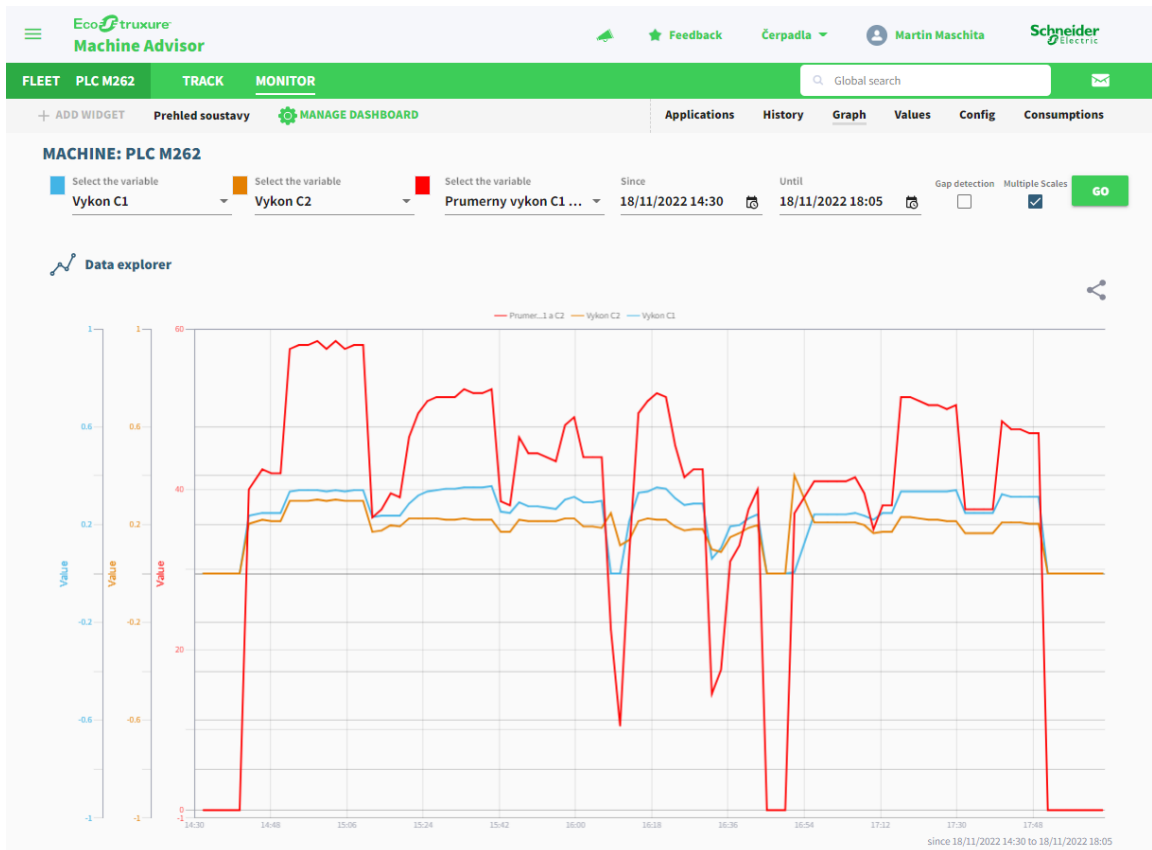 EcoStruxure
Machine Advisor
Feedback
Čerpadla
Martin Maschita
Schneider
Electric
FLEET PLC M262 TRACK MONITOR
Global search
ADD WIDGET Prehled soustavy MANAGE DASHBOARD
Applications History Graph Values Config Consumptions
MACHINE: PLC M262
Select the variable Select the variable Select the variable Since Until Gap detection Multiple Scales
Vykon C1 Vykon C2 Prumerny vykon C1 ... 18/11/2022 14:30 18/11/2022 18:05 GO
Data explorer
Prumer...1 a C2 Vykon C2 Vykon C1
1 1 60
0.6 0.6
40
0.2 0.2
Value Value Value
-0.2 -0.2
20
-0.6 -0.6
0
-1 -1 -1
14:30 14:48 15:06 15:24 15:42 16:00 16:18 16:36 16:54 17:12 17:30 17:48
since 18/11/2022 14:30 to 18/11/2022 18:05